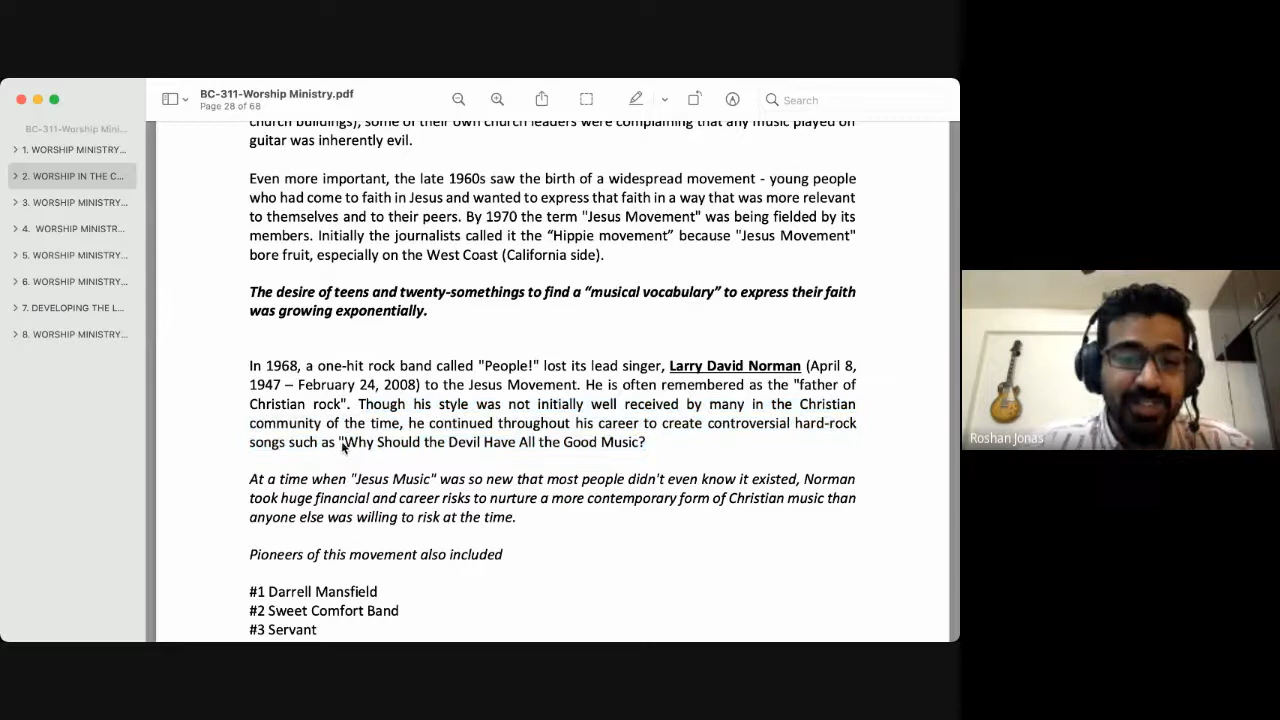 BC-311-Worship Ministry.pdf
Page 28 of 68
Search
BC-311-Worship Mini...
1. WORSHIP MINISTRY...
2. WORSHIP IN THE C...
3. WORSHIP MINISTRY...
4. WORSHIP MINISTR...
5. WORSHIP MINISTRY...
6. WORSHIP MINISTRY...
7. DEVELOPING THE L...
8. WORSHIP MINISTRY...
church buildings), some of their own church leaders were complaining that any music played on
guitar was inherently evil.
Even more important, the late 1960s saw the birth of a widespread movement - young people
who had come to faith in Jesus and wanted to express that faith in a way that was more relevant
to themselves and to their peers. By 1970 the term "Jesus Movement" was being fielded by its
members. Initially the journalists called it the “Hippie movement” because "Jesus Movement"
bore fruit, especially on the West Coast (California side).
The desire of teens and twenty-somethings to find a “musical vocabulary” to express their faith
was growing exponentially.
In 1968, a one-hit rock band called "People!" lost its lead singer, Larry David Norman (April 8,
1947 – February 24, 2008) to the Jesus Movement. He is often remembered as the "father of
Christian rock". Though his style was not initially well received by many in the Christian
community of the time, he continued throughout his career to create controversial hard-rock
songs such as "Why Should the Devil Have All the Good Music?
At a time when "Jesus Music" was so new that most people didn't even know it existed, Norman
took huge financial and career risks to nurture a more contemporary form of Christian music than
anyone else was willing to risk at the time.
Pioneers of this movement also included
#1 Darrell Mansfield
#2 Sweet Comfort Band
#3 Servant
Roshan Jonas